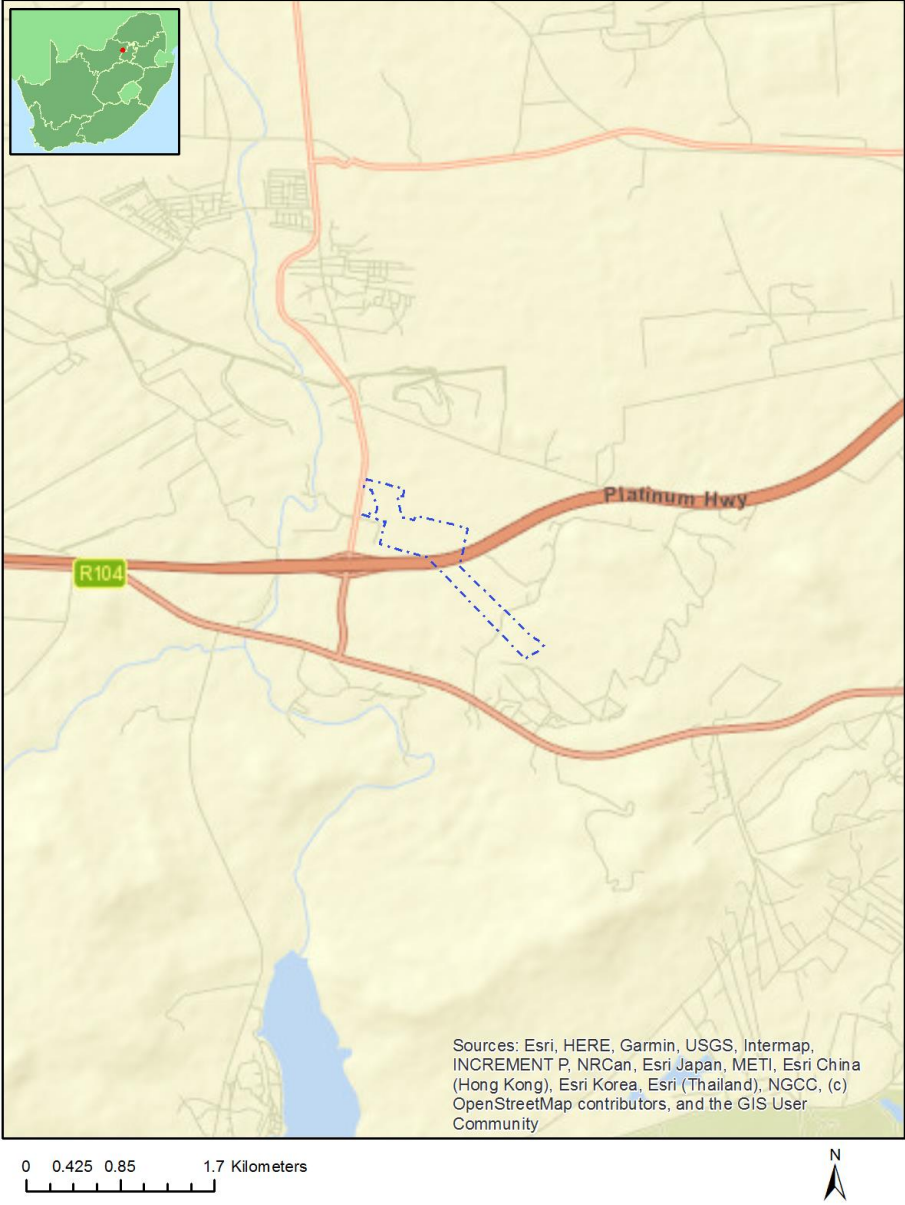 Platinum Hwy
R104
Sources: Esri, HERE, Garmin, USGS, Intermap,
INCREMENT P, NRCan, Esri Japan, METI, Esri China
(Hong Kong), Esri Korea, Esri (Thailand), NGCC, (c)
OpenStreetMap contributors, and the GIS User
Community
0 0.425 0.85 1.7 Kilometers
N